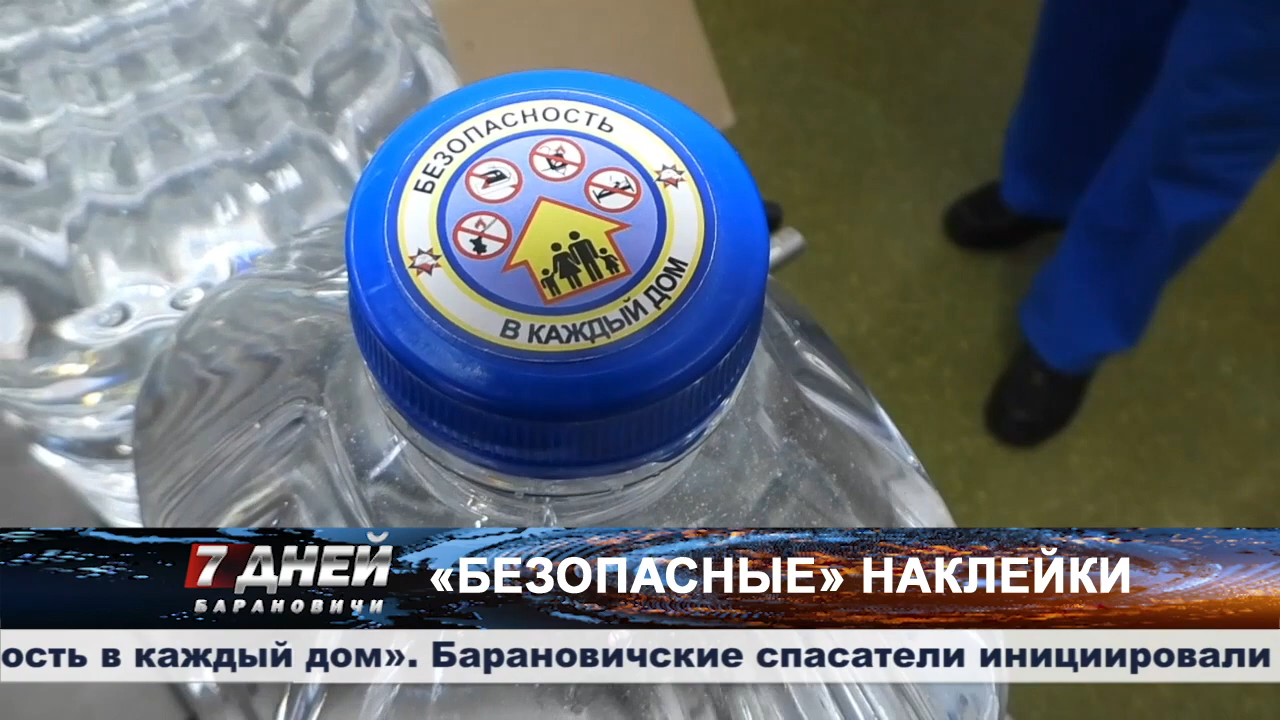 БЕЗОПАСНОСТЬ
В КАЖДЫЙ ДОМ
7 ДНЕЙ
БАРАНОВИЧИ
«БЕЗОПАСНЫЕ» НАКЛЕЙКИ
ость в каждый дом». Барановичские спасатели инициировали